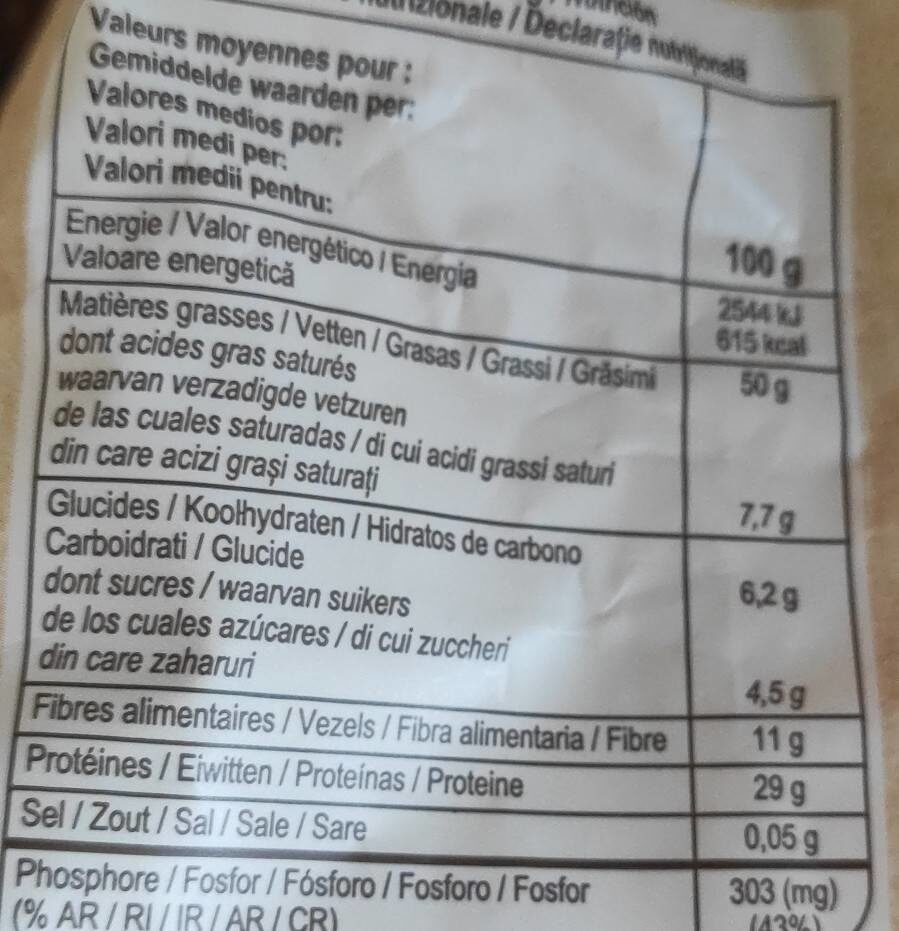 / Declarație nutrițională
Valeurs moyennes pour :
Gemiddelde waarden per:
Valores medios por:
Valori medi per:
Valori medii pentru:
100 g
Energie / Valor energético / Energia
Valoare energetică
2544 kJ
615 kcal
Matières grasses / Vetten / Grasas / Grassi / Grăsimi
50 g
dont acides gras saturés
waarvan verzadigde vetzuren
de las cuales saturadas / di cui acidi grassi saturi
din care acizi grași saturați
7,7 g
Glucides / Koolhydraten / Hidratos de carbono
Carboidrati / Glucide
6,2 g
dont sucres / waarvan suikers
de los cuales azúcares / di cui zuccheri
din care zaharuri
4,5 g
Fibres alimentaires / Vezels / Fibra alimentaria / Fibre
11 g
Protéines / Eiwitten / Proteínas / Proteine
29 g
Sel / Zout / Sal / Sale / Sare
0,05 g
Phosphore / Fosfor / Fósforo / Fosforo / Fosfor
303 (mg)
(% AR / RI / IR / AR / CR)
(43%)